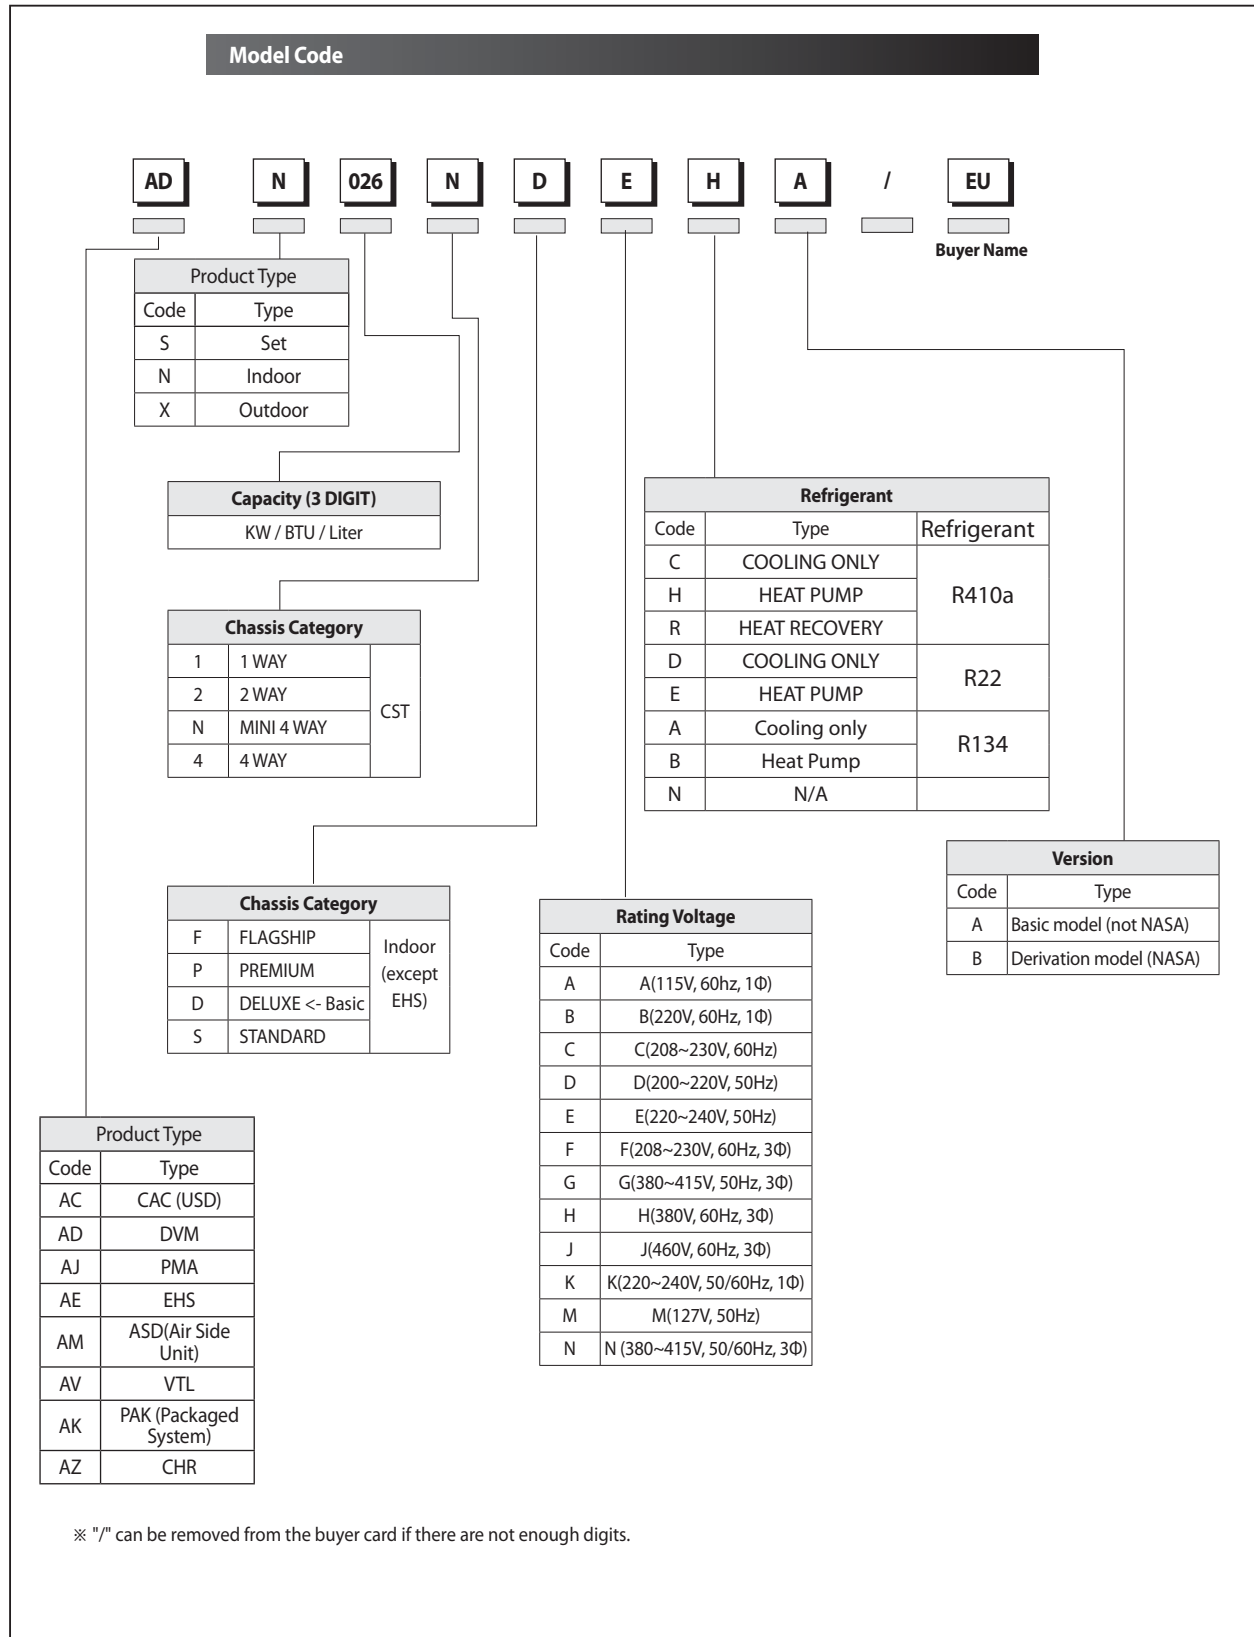 Model Code
AD N 026 N D E H A / EU
Buyer Name
Product Type
Code Type
S Set
N Indoor
X Outdoor
Capacity (3 DIGIT)
KW / BTU / Liter
Chassis Category
1 1 WAY
2 2 WAY
N MINI 4 WAY
4 4 WAY
CST
Refrigerant
Code Type Refrigerant
C COOLING ONLY
H HEAT PUMP
R HEAT RECOVERY
R410a
D COOLING ONLY
E HEAT PUMP
R22
A Cooling only
B Heat Pump
R134
N N/A
Version
Code Type
A Basic model (not NASA)
B Derivation model (NASA)
Chassis Category
F FLAGSHIP
P PREMIUM
D DELUXE <- Basic
S STANDARD
Indoor
(except
EHS)
Rating Voltage
Code Type
A A(115V, 60hz, 1Φ)
B B(220V, 60Hz, 1Φ)
C C(208~230V, 60Hz)
D D(200~220V, 50Hz)
E E(220~240V, 50Hz)
F F(208~230V, 60Hz, 3Φ)
G G(380~415V, 50Hz, 3Φ)
H H(380V, 60Hz, 3Φ)
J J(460V, 60Hz, 3Φ)
K K(220~240V, 50/60Hz, 1Φ)
M M(127V, 50Hz)
N N (380~415V, 50/60Hz, 3Φ)
Product Type
Code Type
AC CAC (USD)
AD DVM
AJ PMA
AE EHS
AM ASD(Air Side
Unit)
AV VTL
AK PAK (Packaged
System)
AZ CHR
※ "/" can be removed from the buyer card if there are not enough digits.